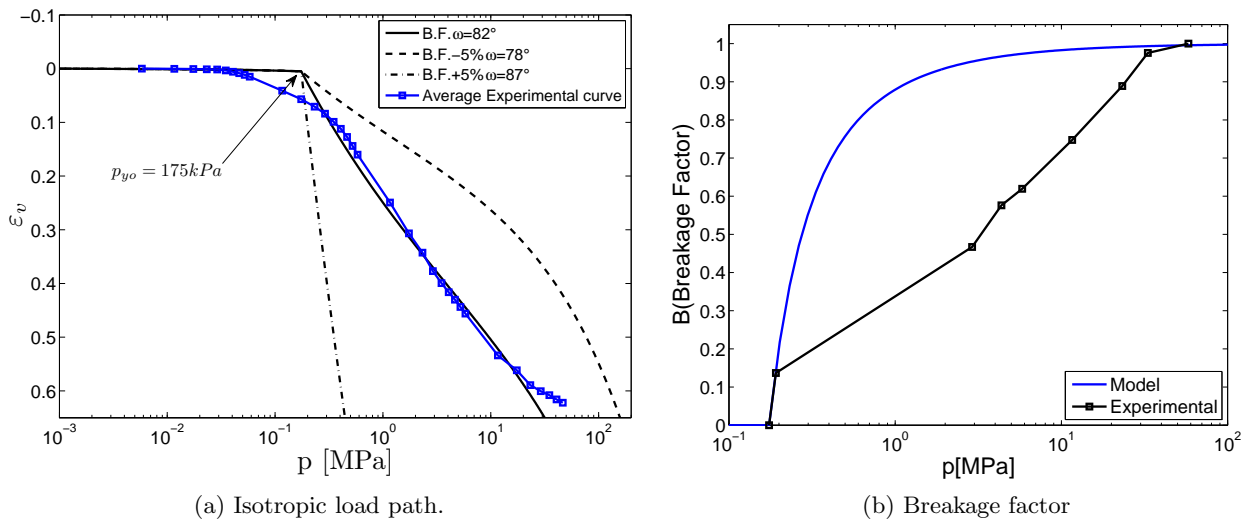 B.F.ω=82°
B.F.−5%ω=78°
B.F.+5%ω=87°
Average Experimental curve
-0.1
0
0.1
0.2
0.3
0.4
0.5
0.6
ε_v
p_yo = 175kPa
10^−3
10^−2
10^−1
10^0
10^1
10^2
p [MPa]
(a) Isotropic load path.
1
0.9
0.8
0.7
0.6
0.5
0.4
0.3
0.2
0.1
0
B(Breakage Factor)
Model
Experimental
10^−1
10^0
10^1
10^2
p[MPa]
(b) Breakage factor